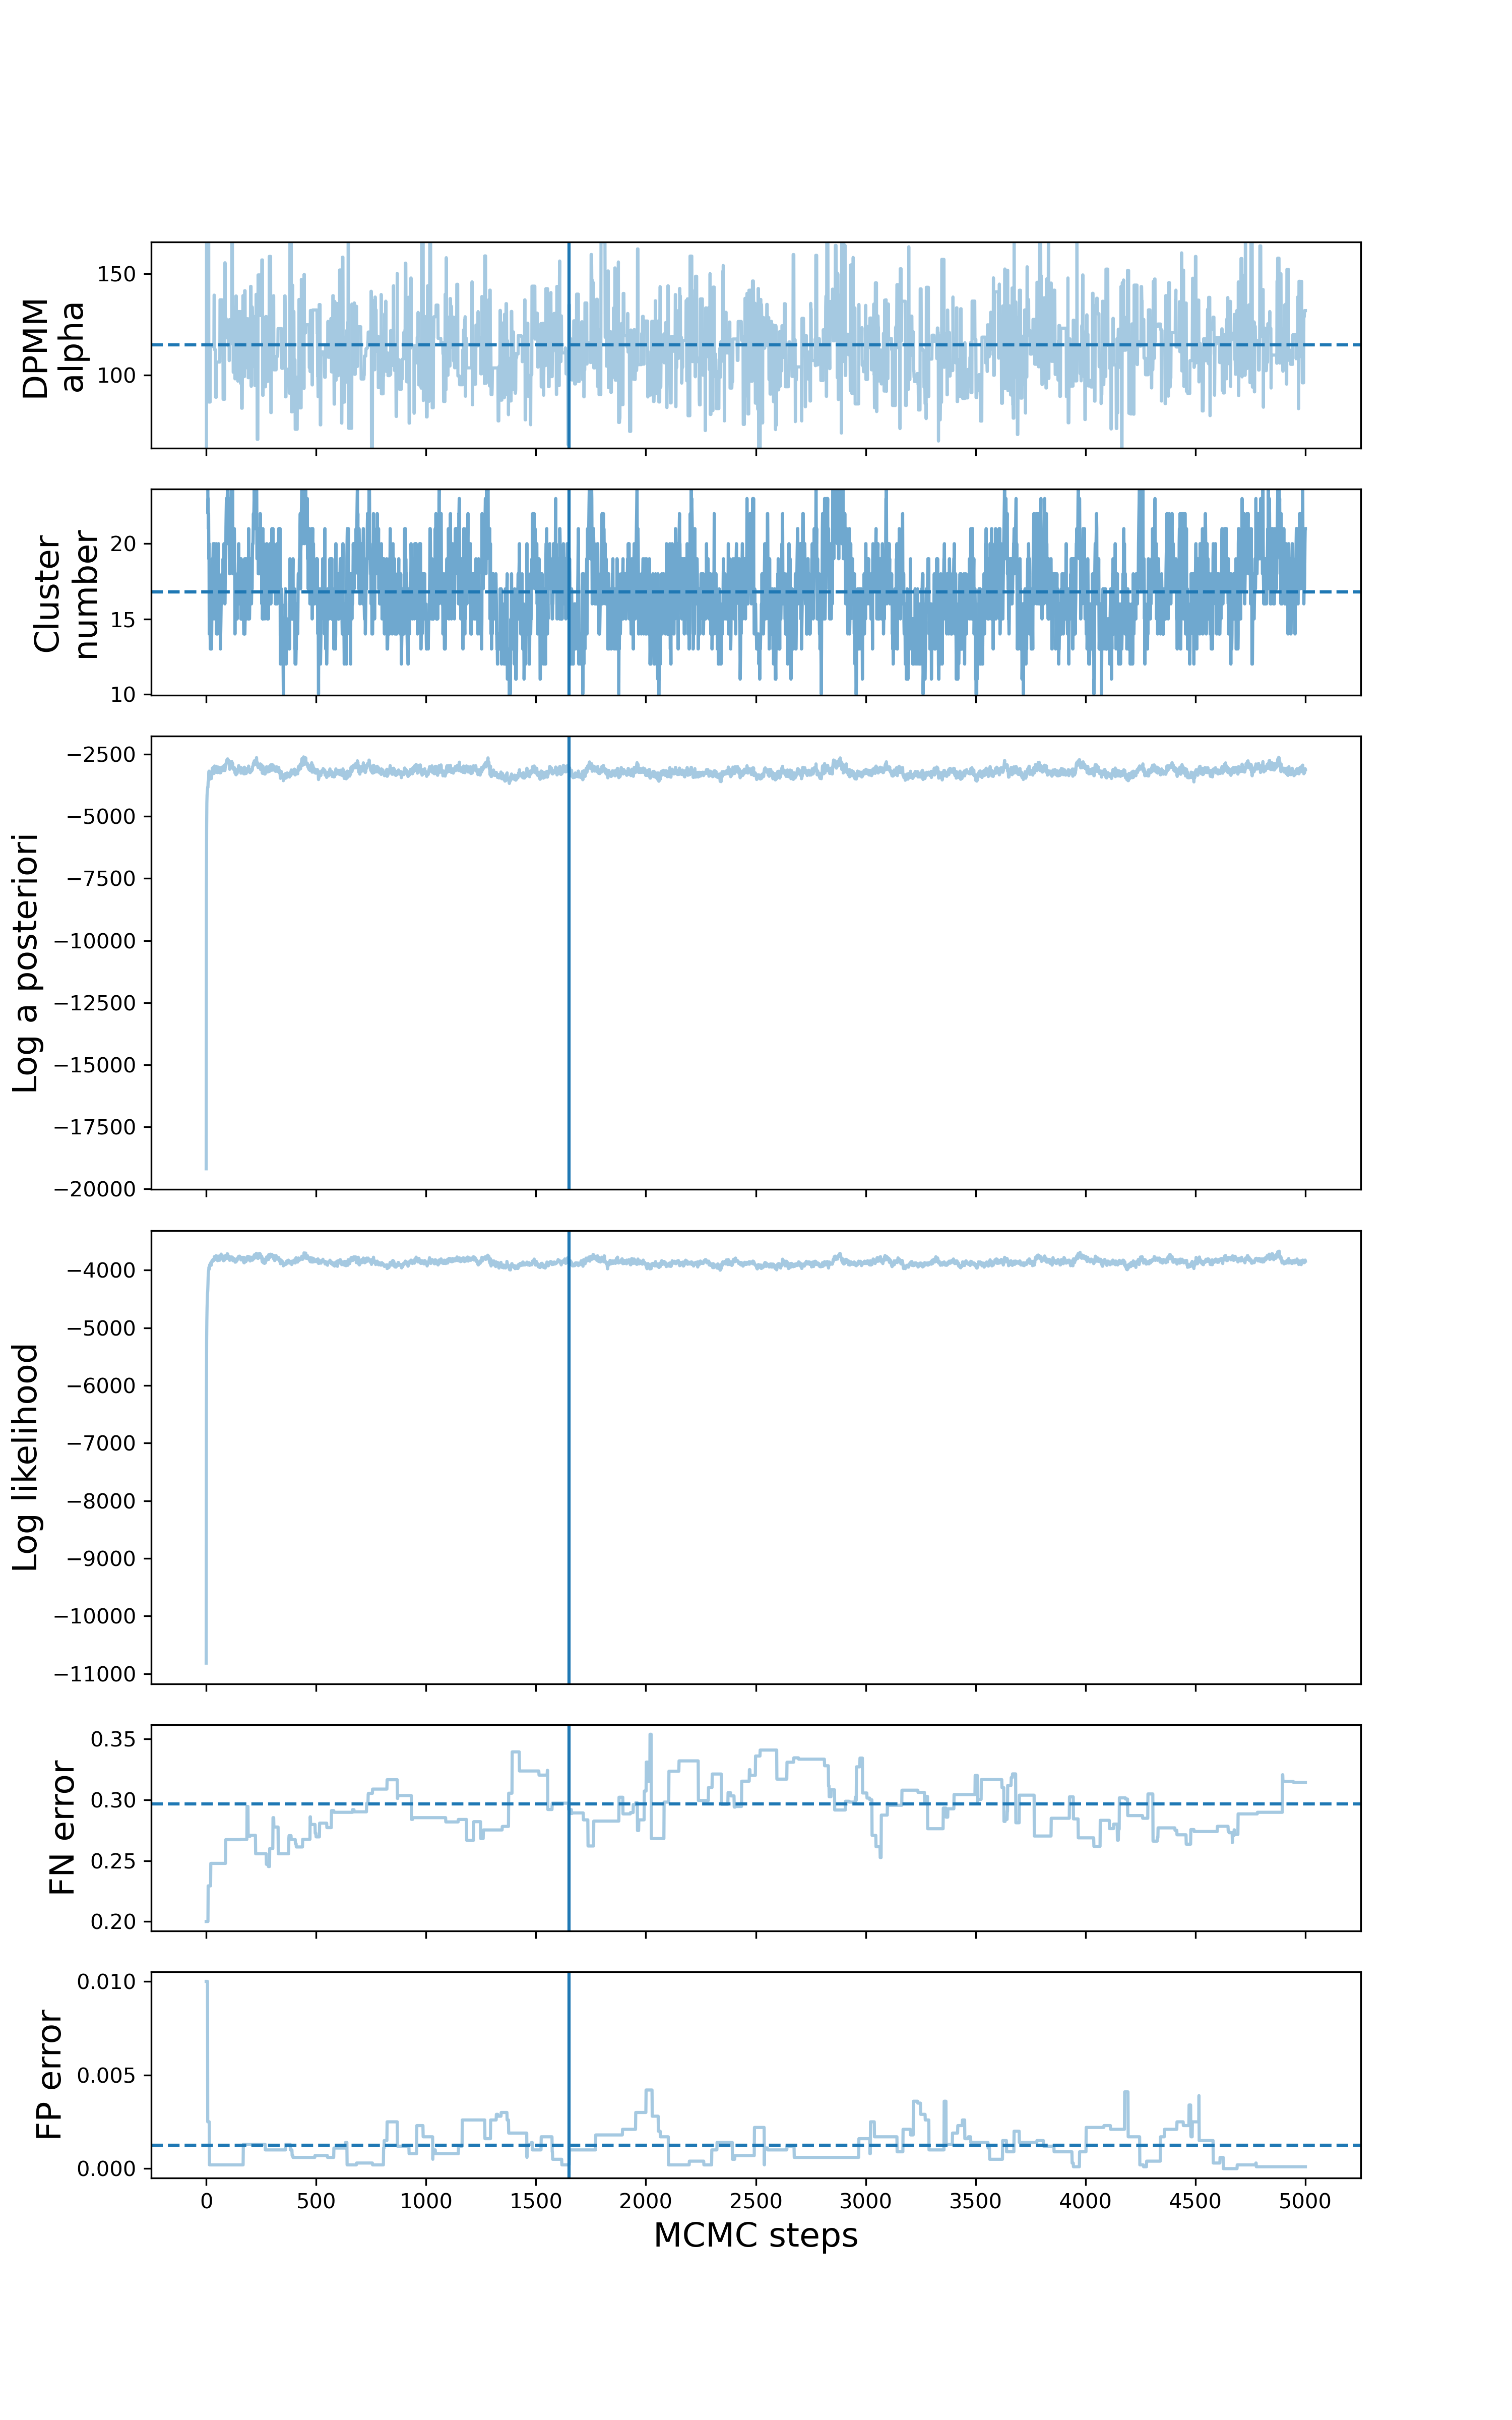 DPMM
alpha
150
100
Cluster
number
20
15
10
Log a posteriori
−2500
−5000
−7500
−10000
−12500
−15000
−17500
−20000
Log likelihood
−4000
−5000
−6000
−7000
−8000
−9000
−10000
−11000
FN error
0.35
0.30
0.25
0.20
FP error
0.010
0.005
0.000
0 500 1000 1500 2000 2500 3000 3500 4000 4500 5000
MCMC steps